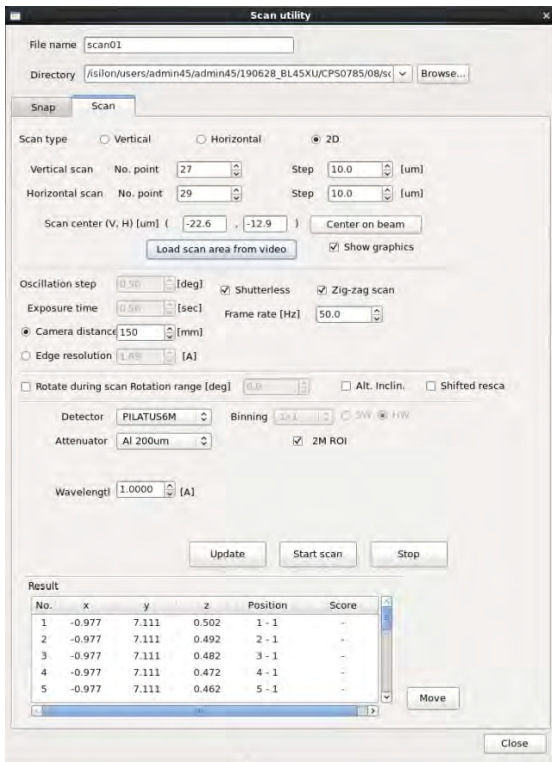 Scan utility
File name scan01
Directory /isilon/users/admin45/admin45/190628_BL45XU/CPS0785/08/sc Browse...
Snap Scan
Scan type Vertical Horizontal 2D
Vertical scan No. point 27 Step 10.0 [um]
Horizontal scan No. point 29 Step 10.0 [um]
Scan center (V, H) [um] ( -22.6 , -12.9 ) Center on beam
Load scan area from video Show graphics
Oscillation step 0.50 [deg] Shutterless Zig-zag scan
Exposure time [sec] Frame rate [Hz] 50.0
Camera distance 150 [mm]
Edge resolution [A]
Rotate during scan Rotation range [deg] 0.0 Alt. Inclin. Shifted resca
Detector PILATUS6M Binning 1x1 SW HW
Attenuator Al 200um 2M ROI
Wavelengtl 1.0000 [A]
Update Start scan Stop
Result
No. x y z Position Score
1 -0.977 7.111 0.502 1 - 1 -
2 -0.977 7.111 0.492 2 - 1 -
3 -0.977 7.111 0.482 3 - 1 -
4 -0.977 7.111 0.472 4 - 1 -
5 -0.977 7.111 0.462 5 - 1 -
Move
Close